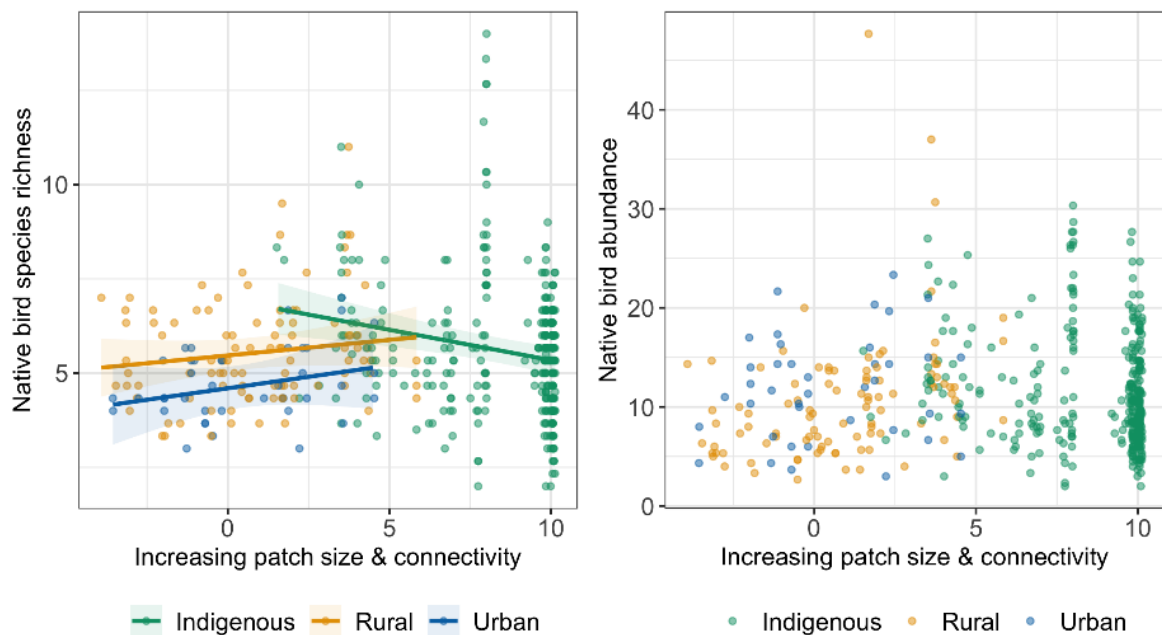 Native bird species richness
10
5
0
5
10
Increasing patch size & connectivity
Indigenous
Rural
Urban
Native bird abundance
40
30
20
10
0
0
5
10
Increasing patch size & connectivity
Indigenous
Rural
Urban